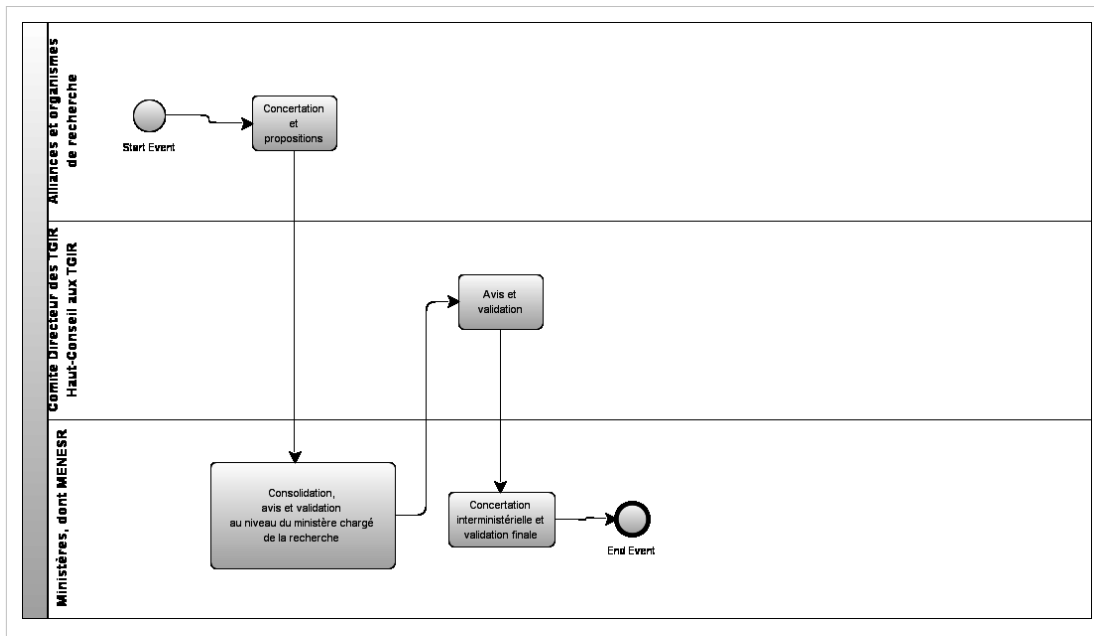 Alliances et organismes
de recherche
Start Event
Concertation
et
propositions
Comité Directeur des TGIR
Haut-Conseil aux TGIR
Avis et
validation
Ministères, dont MENESR
Consolidation,
avis et validation
au niveau du ministère chargé
de la recherche
Concertation
interministérielle et
validation finale
End Event